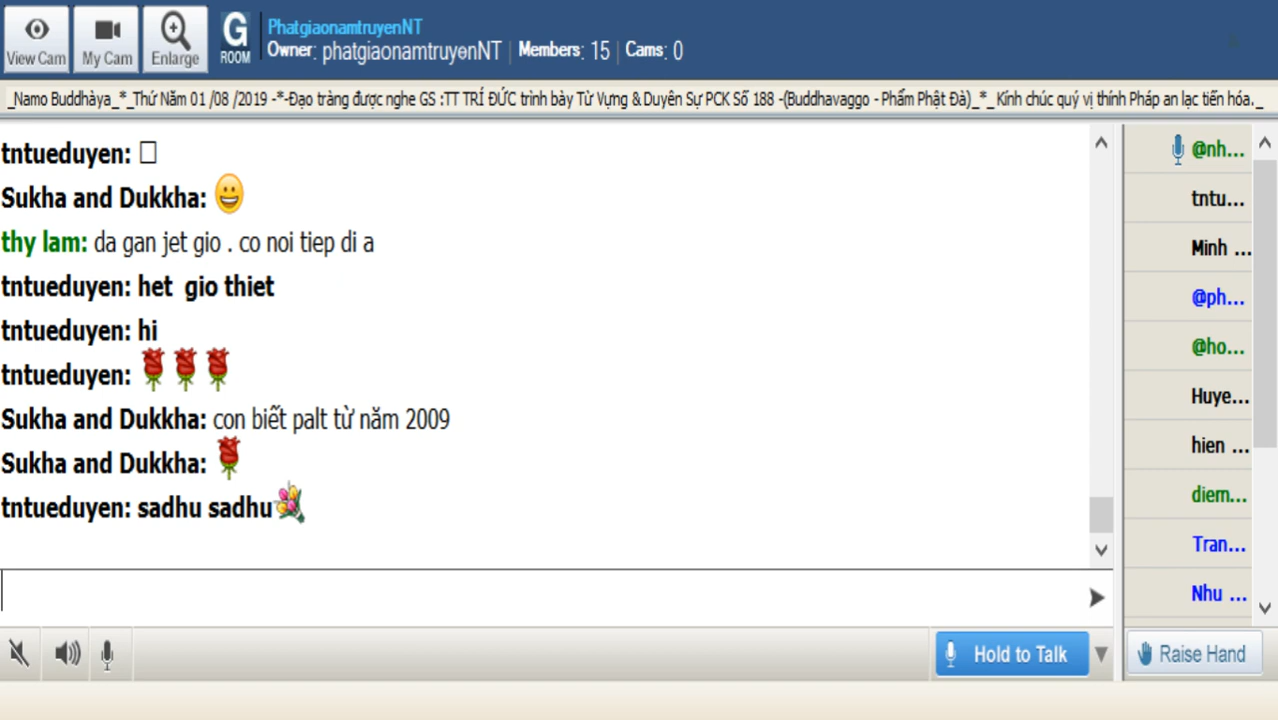 View Cam
My Cam
Enlarge
G
ROOM
PhatgiaonamtruyenNT
Owner: phatgiaonamtruyenNT | Members: 15 | Cams: 0
_Namo Buddhàya_*_Thứ Năm 01 /08 /2019 -*-Đạo tràng được nghe GS :TT TRÍ ĐỨC trình bày Từ Vựng & Duyên Sự PCK Số 188 -(Buddhavaggo - Phẩm Phật Đà)_*_ Kính chúc quý vị thính Pháp an lạc tiến hóa._
tntueduyen:
Sukha and Dukkha:
thy lam: da gan jet gio . co noi tiep di a
tntueduyen: het gio thiet
tntueduyen: hi
tntueduyen:
Sukha and Dukkha: con biết palt từ năm 2009
Sukha and Dukkha:
tntueduyen: sadhu sadhu
@nh...
tntu...
Minh ...
@ph...
@ho...
Huye...
hien ...
diem...
Tran...
Nhu ...
Hold to Talk
Raise Hand